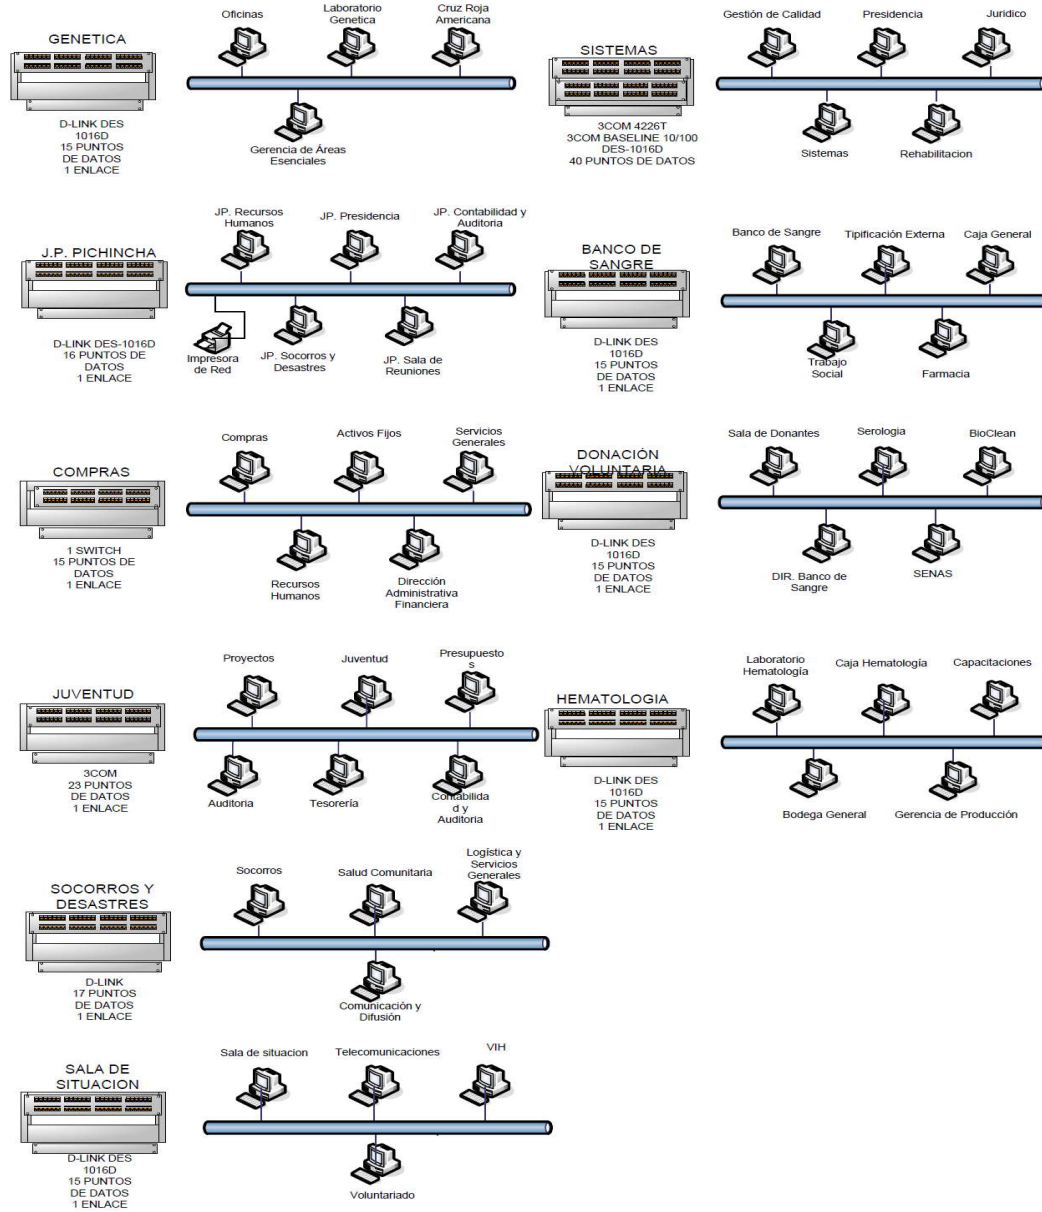 GENETICA
D-LINK DES
1016D
15 PUNTOS
DE DATOS
1 ENLACE
Oficinas
Laboratorio
Genetica
Cruz Roja
Americana
Gerencia de Áreas
Esenciales
SISTEMAS
3COM 4226T
3COM BASELINE 10/100
DES-1016D
40 PUNTOS DE DATOS
Gestión de Calidad
Presidencia
Juridico
Sistemas
Rehabilitacion
J.P. PICHINCHA
D-LINK DES-1016D
16 PUNTOS DE
DATOS
1 ENLACE
JP. Recursos
Humanos
JP. Presidencia
JP. Contabilidad y
Auditoria
Impresora
de Red
JP. Socorros y
Desastres
JP. Sala de
Reuniones
BANCO DE
SANGRE
D-LINK DES
1016D
15 PUNTOS
DE DATOS
1 ENLACE
Banco de Sangre
Tipificación Externa
Caja General
Trabajo
Social
Farmacia
COMPRAS
1 SWITCH
15 PUNTOS DE
DATOS
1 ENLACE
Compras
Activos Fijos
Servicios
Generales
Recursos
Humanos
Dirección
Administrativa
Financiera
DONACIÓN
VOLUNTARIA
D-LINK DES
1016D
15 PUNTOS
DE DATOS
1 ENLACE
Sala de Donantes
Serologia
BioClean
DIR. Banco de
Sangre
SENAS
JUVENTUD
3COM
23 PUNTOS
DE DATOS
1 ENLACE
Proyectos
Juventud
Presupuesto
s
Auditoria
Tesorería
Contabilida
d y
Auditoria
HEMATOLOGIA
D-LINK DES
1016D
15 PUNTOS
DE DATOS
1 ENLACE
Laboratorio
Hematología
Caja Hematología
Capacitaciones
Bodega General
Gerencia de Producción
SOCORROS Y
DESASTRES
D-LINK
17 PUNTOS
DE DATOS
1 ENLACE
Socorros
Salud Comunitaria
Logística y
Servicios
Generales
Comunicación y
Difusión
SALA DE
SITUACION
D-LINK DES
1016D
15 PUNTOS
DE DATOS
1 ENLACE
Sala de situacion
Telecomunicaciones
VIH
Voluntariado